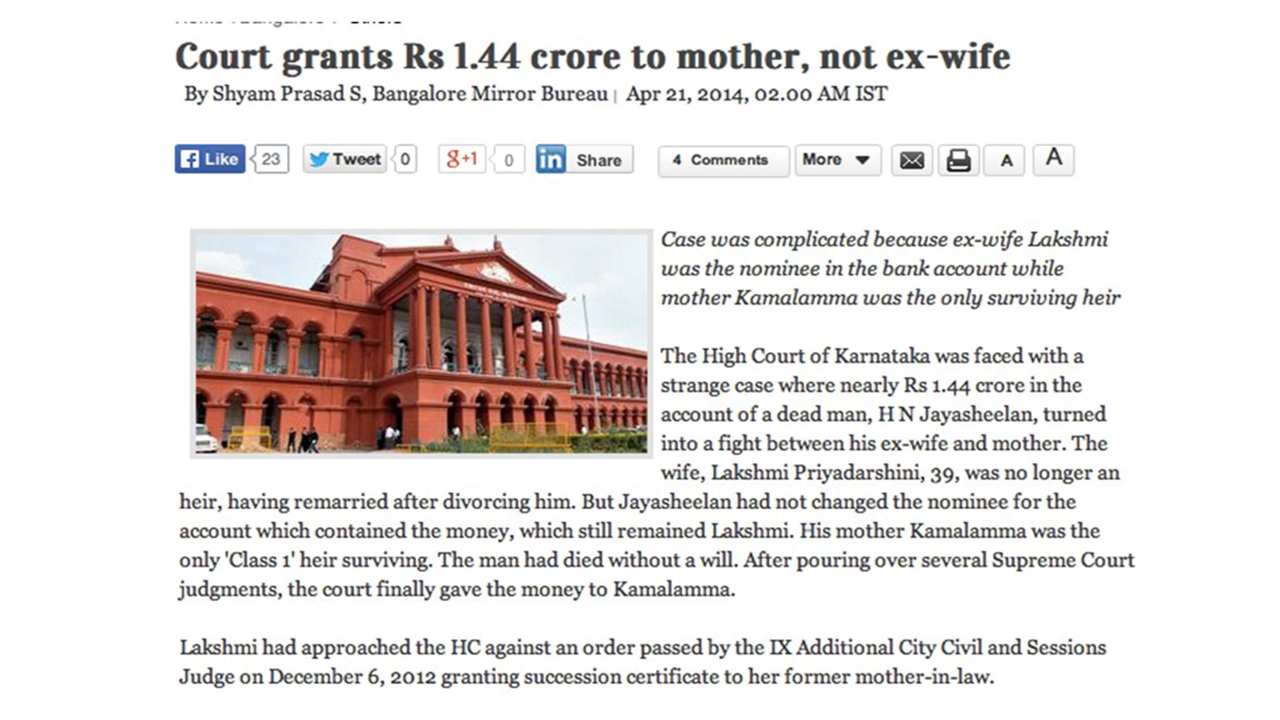 Court grants Rs 1.44 crore to mother, not ex-wife
By Shyam Prasad S, Bangalore Mirror Bureau | Apr 21, 2014, 02.00 AM IST
Like 23 Tweet 0 g+1 0 in Share 4 Comments More A A
Case was complicated because ex-wife Lakshmi
was the nominee in the bank account while
mother Kamalamma was the only surviving heir
The High Court of Karnataka was faced with a
strange case where nearly Rs 1.44 crore in the
account of a dead man, H N Jayasheelan, turned
into a fight between his ex-wife and mother. The
wife, Lakshmi Priyadarshini, 39, was no longer an
heir, having remarried after divorcing him. But Jayasheelan had not changed the nominee for the
account which contained the money, which still remained Lakshmi. His mother Kamalamma was the
only 'Class 1' heir surviving. The man had died without a will. After pouring over several Supreme Court
judgments, the court finally gave the money to Kamalamma.
Lakshmi had approached the HC against an order passed by the IX Additional City Civil and Sessions
Judge on December 6, 2012 granting succession certificate to her former mother-in-law.